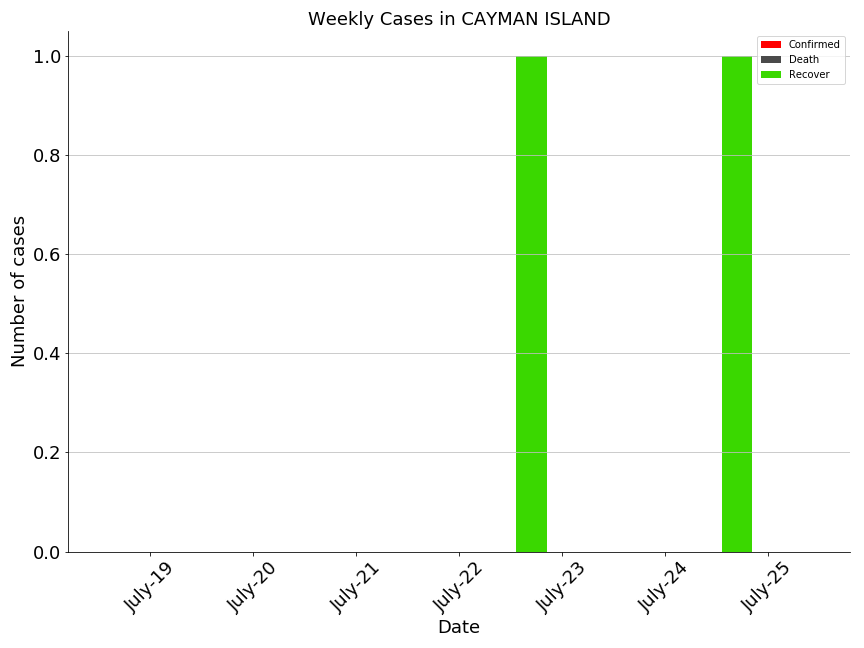 Weekly Cases in CAYMAN ISLAND
Confirmed
Death
Recover
Number of cases
1.0
0.8
0.6
0.4
0.2
0.0
July-19
July-20
July-21
July-22
July-23
July-24
July-25
Date